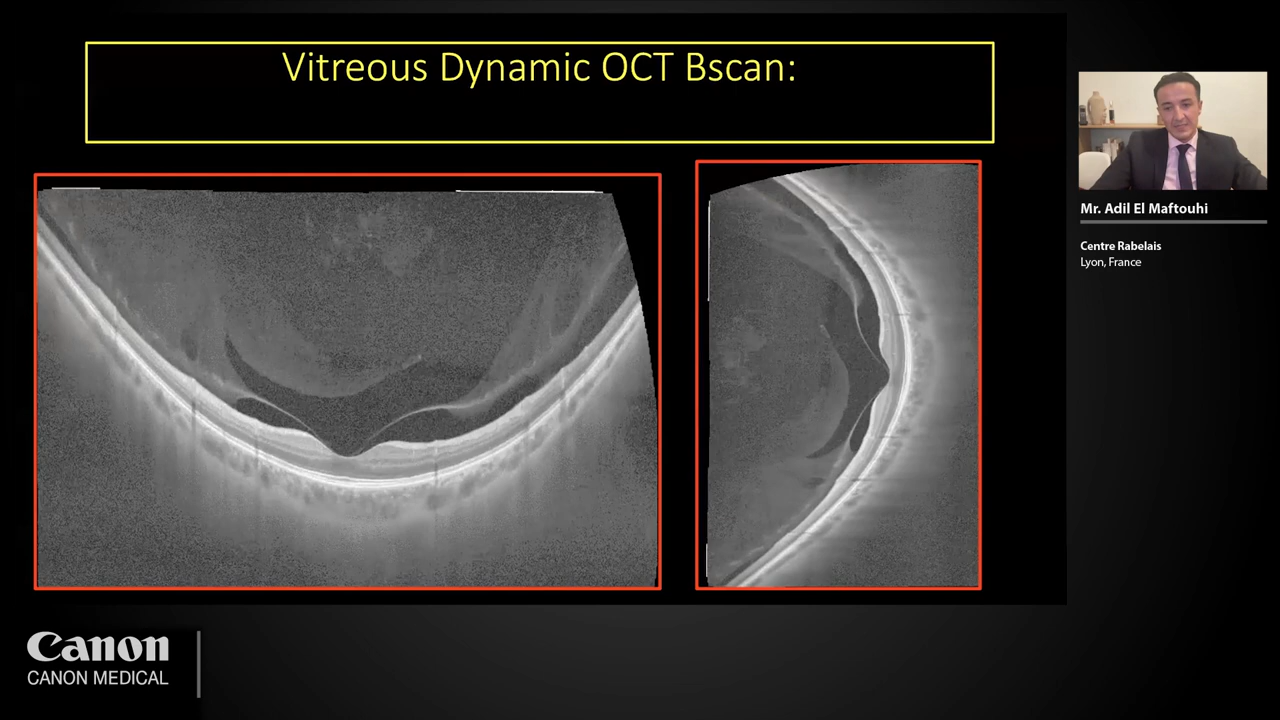 Vitreous Dynamic OCT Bscan:
Mr. Adil El Maftouhi
Centre Rabelais
Lyon, France
Canon
CANON MEDICAL